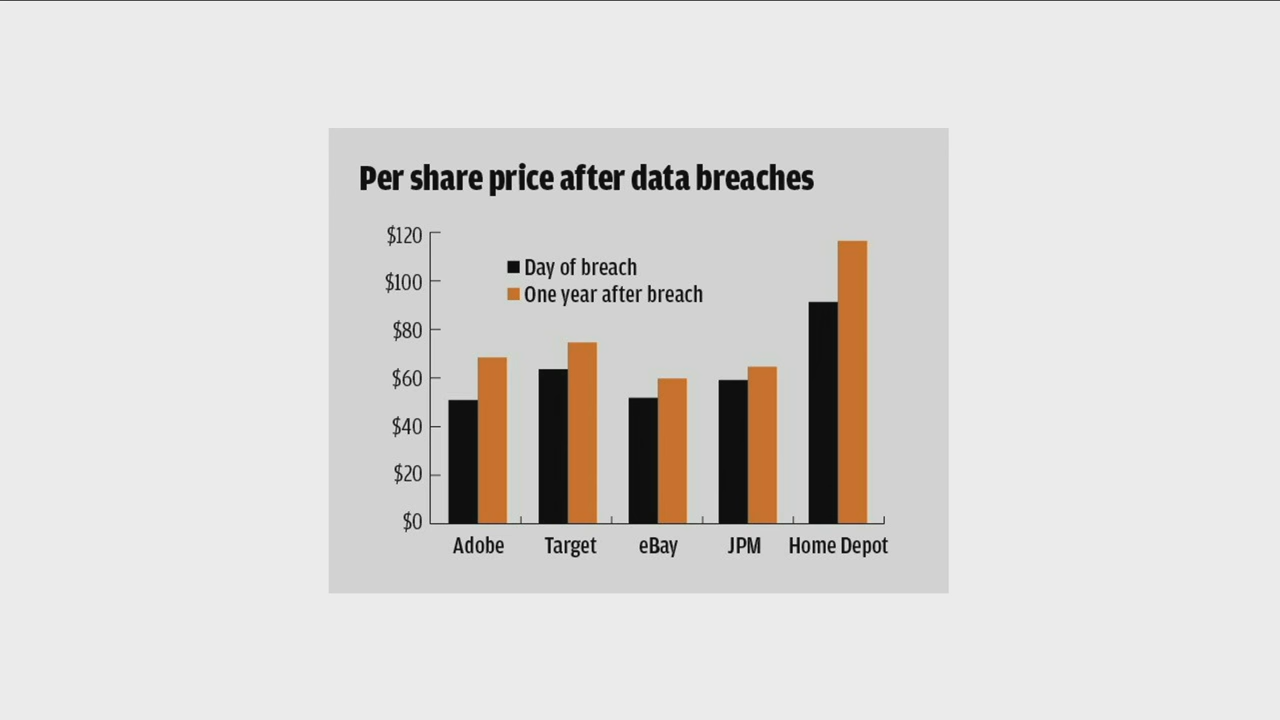 Per share price after data breaches
$120
$100
$80
$60
$40
$20
$0
Day of breach
One year after breach
Adobe Target eBay JPM Home Depot